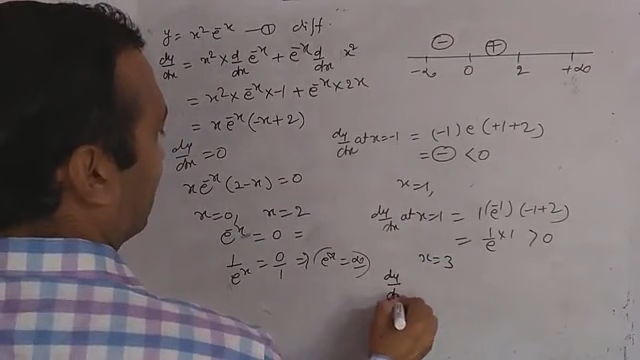 y = x² e⁻ˣ — ① diff.
dy/dx = x² × d/dx e⁻ˣ + e⁻ˣ d/dx x²
= x² × e⁻ˣ × -1 + e⁻ˣ × 2x
= x e⁻ˣ (-x + 2)
dy/dx = 0
x e⁻ˣ (2-x) = 0
x = 0, x = 2
e⁻ˣ = 0 =
1/eˣ = 0/1 ⇒ (eˣ = ∞)
⊖ ⊕
-∞ 0 2 +∞
dy/dx at x = -1 = (-1) e (+1+2)
= ⊖ < 0
x = 1,
dy/dx at x = 1 = 1(e⁻¹) (-1+2)
= 1/e × 1 > 0
x = 3
dy/dx